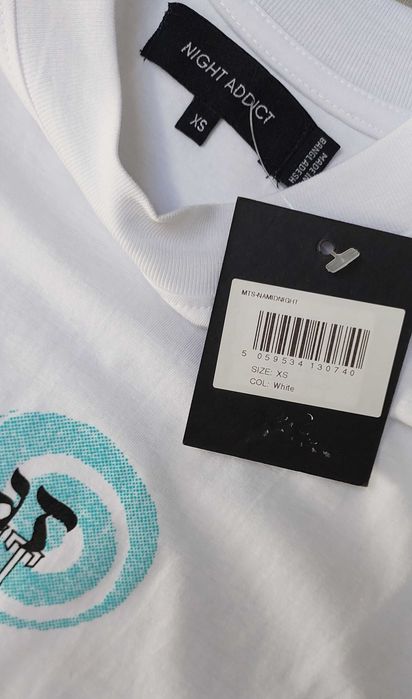 NIGHT ADDICT
XS
MADE IN
BANGLADESH
MTS-NAMIDNIGHT
5 059534 130740
SIZE: XS
COL: White